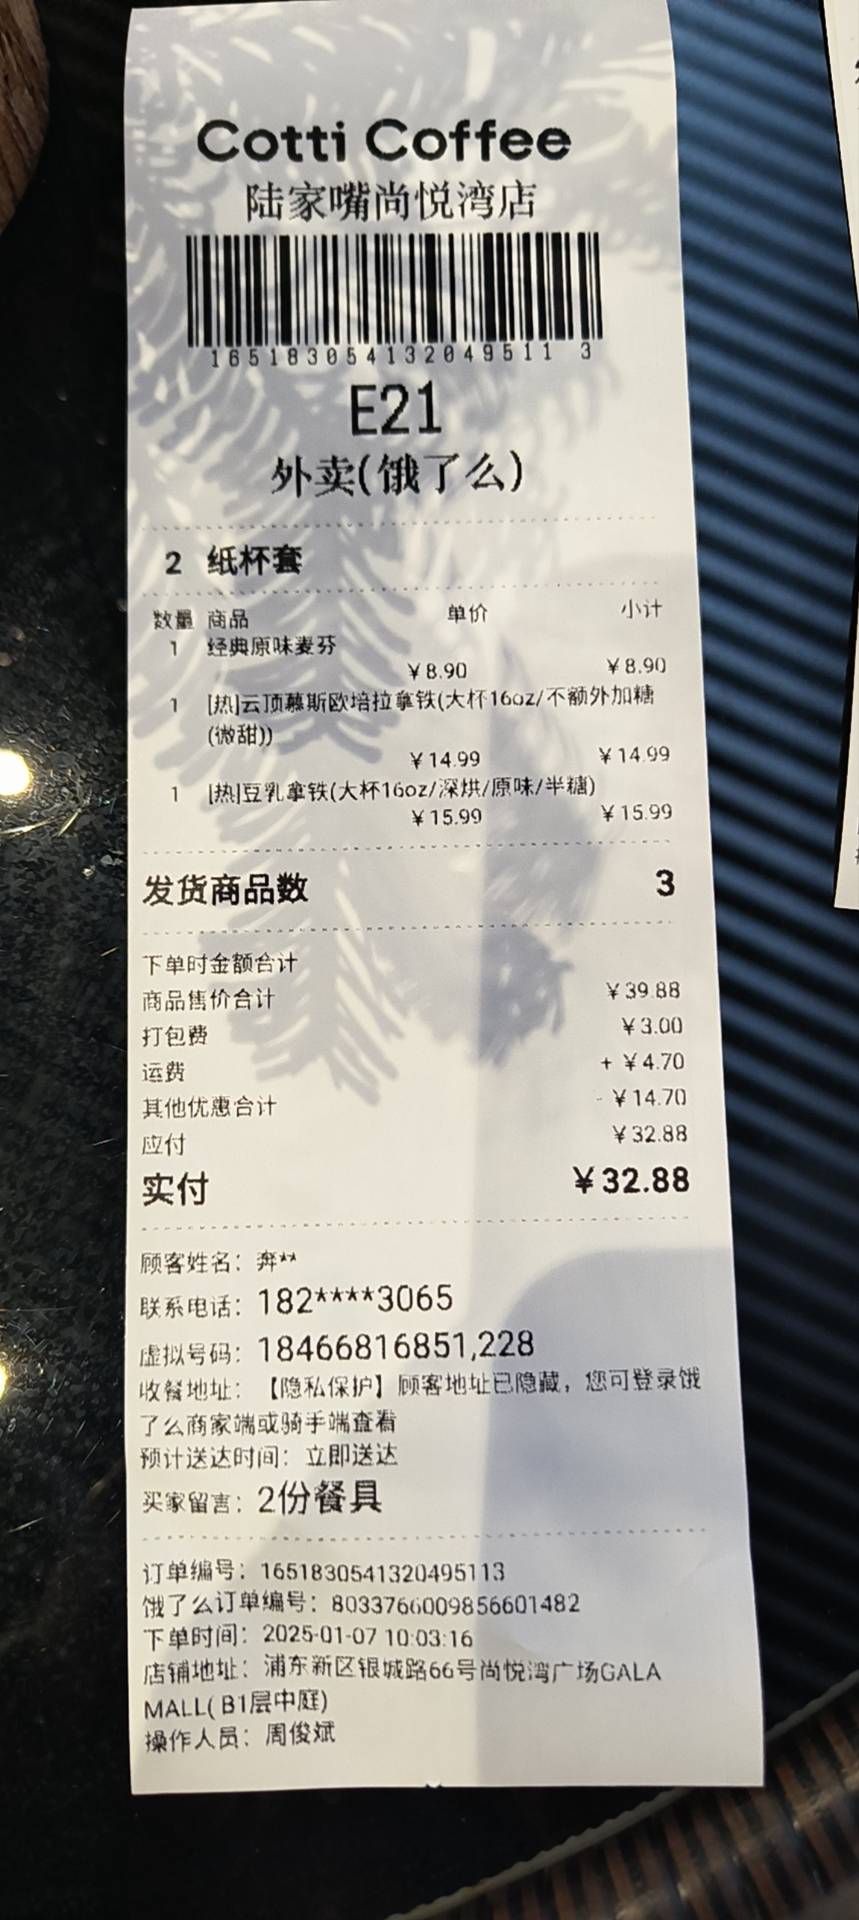 Cotti Coffee
陆家嘴尚悦湾店
1651830541320495113
E21
外卖(饿了么)
2 纸杯套
数量 商品 单价 小计
1 经典原味麦芬
￥8.90 ￥8.90
1 [热]云顶慕斯欧培拉拿铁(大杯16oz/不额外加糖
(微甜))
￥14.99 ￥14.99
1 [热]豆乳拿铁(大杯16oz/深烘/原味/半糖)
￥15.99 ￥15.99
发货商品数 3
下单时金额合计
商品售价合计 ￥39.88
打包费 ￥3.00
运费 + ￥4.70
其他优惠合计 - ￥14.70
应付 ￥32.88
实付 ￥32.88
顾客姓名：奔**
联系电话：182****3065
虚拟号码：18466816851,228
收餐地址：【隐私保护】顾客地址已隐藏，您可登录饿
了么商家端或骑手端查看
预计送达时间：立即送达
买家留言：2份餐具
订单编号：1651830541320495113
饿了么订单编号：8033766009856601482
下单时间：2025-01-07 10:03:16
店铺地址：浦东新区银城路66号尚悦湾广场GALA
MALL( B1层中庭)
操作人员：周俊斌